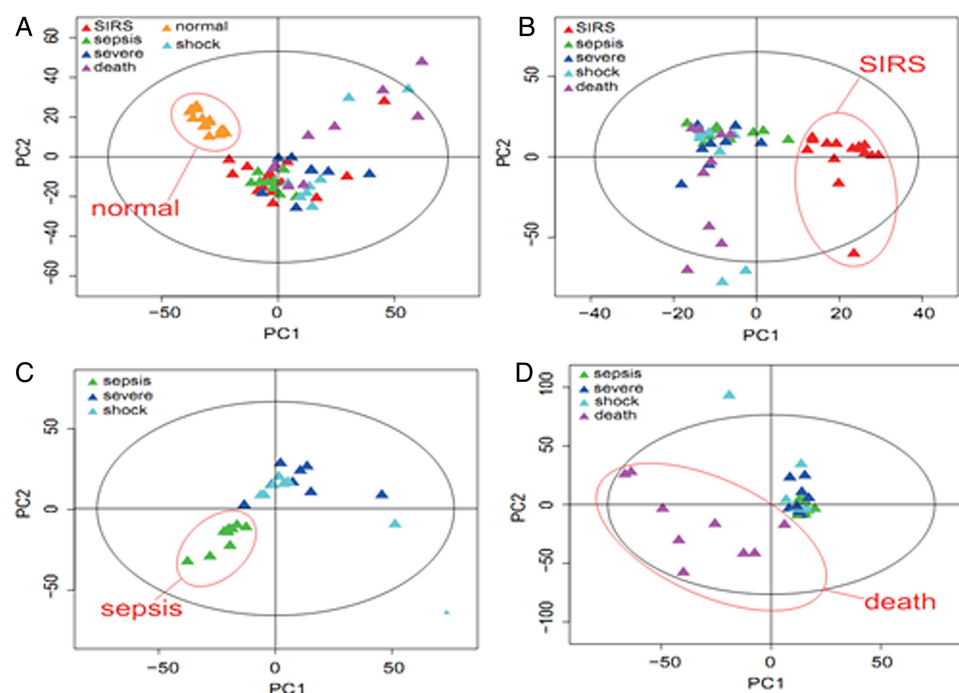 A
SIRS normal
sepsis shock
severe
death
60
40
20
0
−20
−40
−60
PC2
normal
−50 0 50
PC1
B
SIRS
sepsis
severe
shock
death
SIRS
50
0
−50
PC2
−40 −20 0 20 40
PC1
C
sepsis
severe
shock
50
0
−50
PC2
sepsis
−50 0 50
PC1
D
sepsis
severe
shock
death
100
50
0
−50
−100
PC2
death
−50 0 50
PC1